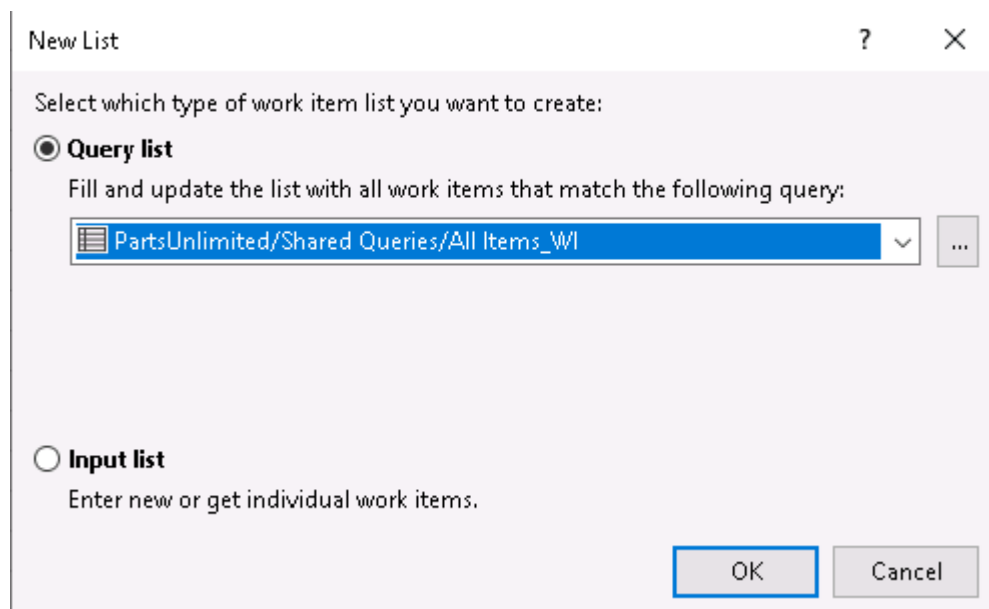 New List
?
Select which type of work item list you want to create:
Query list
Fill and update the list with all work items that match the following query:
PartsUnlimited/Shared Queries/All Items_WI
...
Input list
Enter new or get individual work items.
OK
Cancel